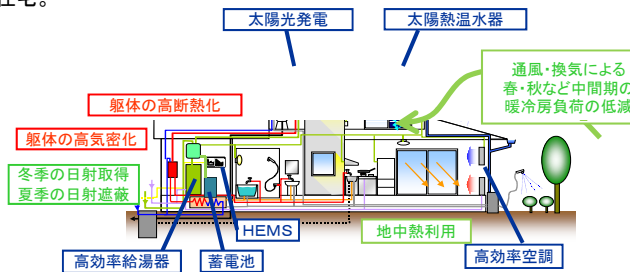 住宅。
太陽光発電
太陽熱温水器
通風・換気による
春・秋など中間期の
暖冷房負荷の低減
躯体の高断熱化
躯体の高気密化
冬季の日射取得
夏季の日射遮蔽
HEMS
地中熱利用
高効率空調
高効率給湯器
蓄電池